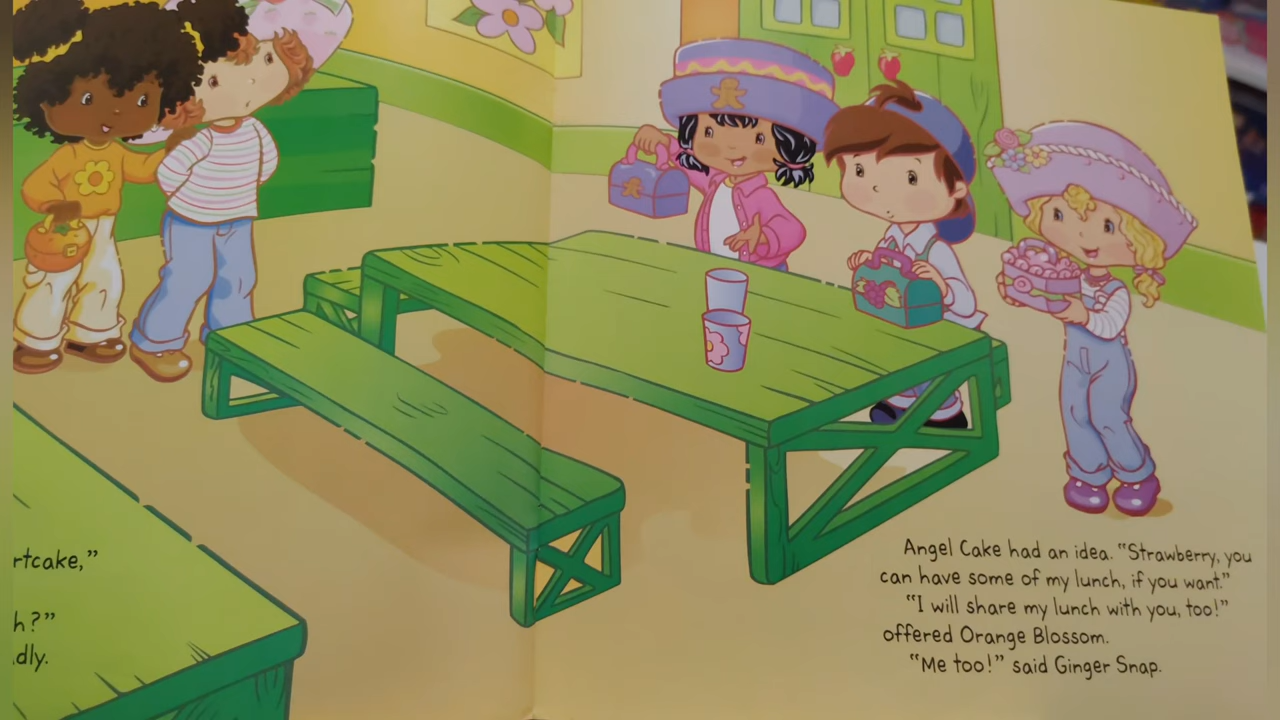 rtcake,”
h?”
dly.
Angel Cake had an idea. “Strawberry, you
can have some of my lunch, if you want.”
“I will share my lunch with you, too!”
offered Orange Blossom.
“Me too!” said Ginger Snap.